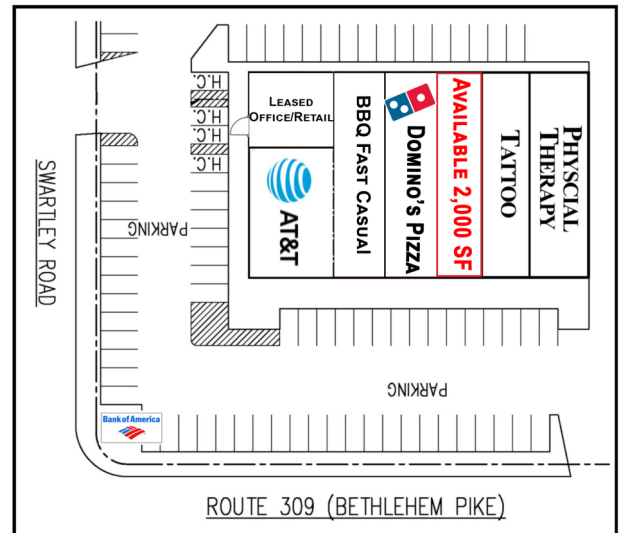 H.C.
H.C.
H.C.
H.C.
LEASED
OFFICE/RETAIL
AT&T
BBQ FAST CASUAL
DOMINO'S PIZZA
AVAILABLE 2,000 SF
TATTOO
PHYSCIAL
THERAPY
SWARTLEY ROAD
PARKING
PARKING
Bank of America
ROUTE 309 (BETHLEHEM PIKE)